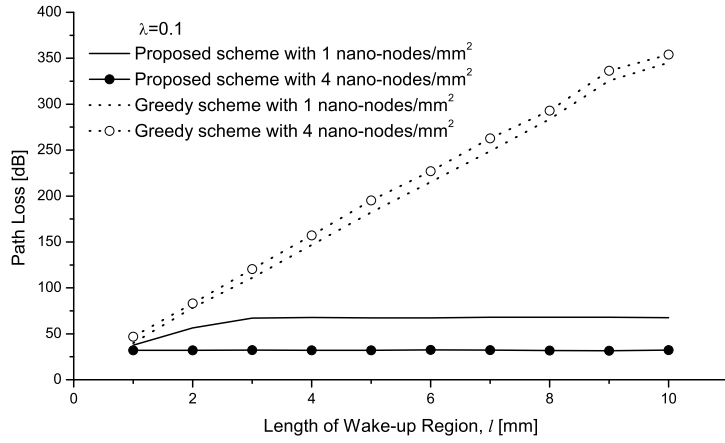 λ=0.1
Proposed scheme with 1 nano-nodes/mm²
Proposed scheme with 4 nano-nodes/mm²
Greedy scheme with 1 nano-nodes/mm²
Greedy scheme with 4 nano-nodes/mm²
Path Loss [dB]
400
350
300
250
200
150
100
50
0
0 2 4 6 8 10
Length of Wake-up Region, l [mm]